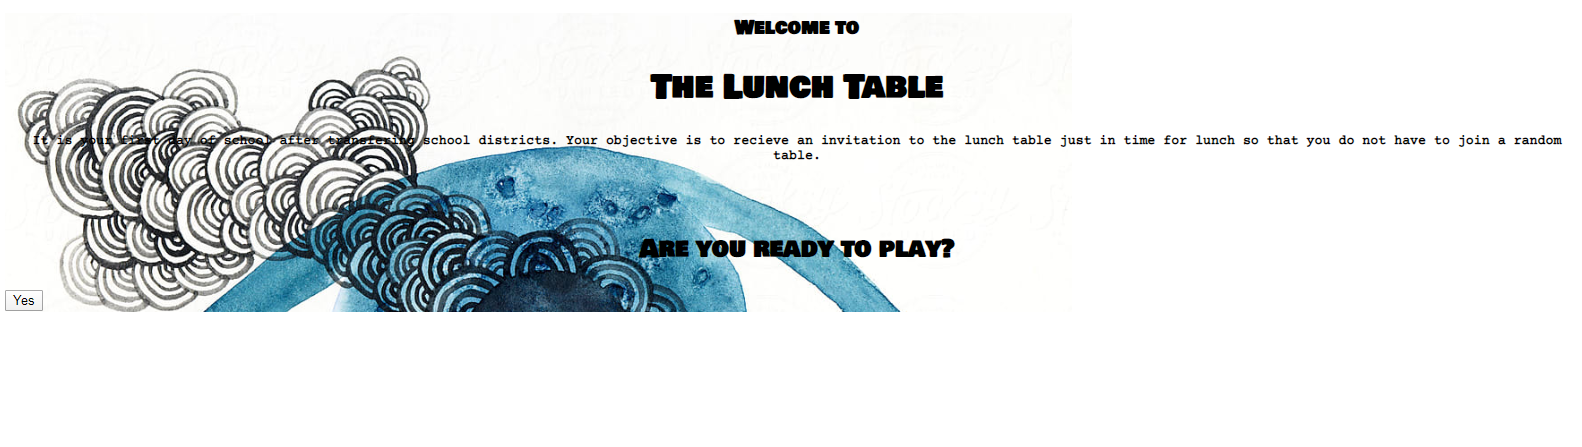 Welcome to
The Lunch Table
It is your first day of school after transfering school districts. Your objective is to recieve an invitation to the lunch table just in time for lunch so that you do not have to join a random
table.
Are you ready to play?
Yes